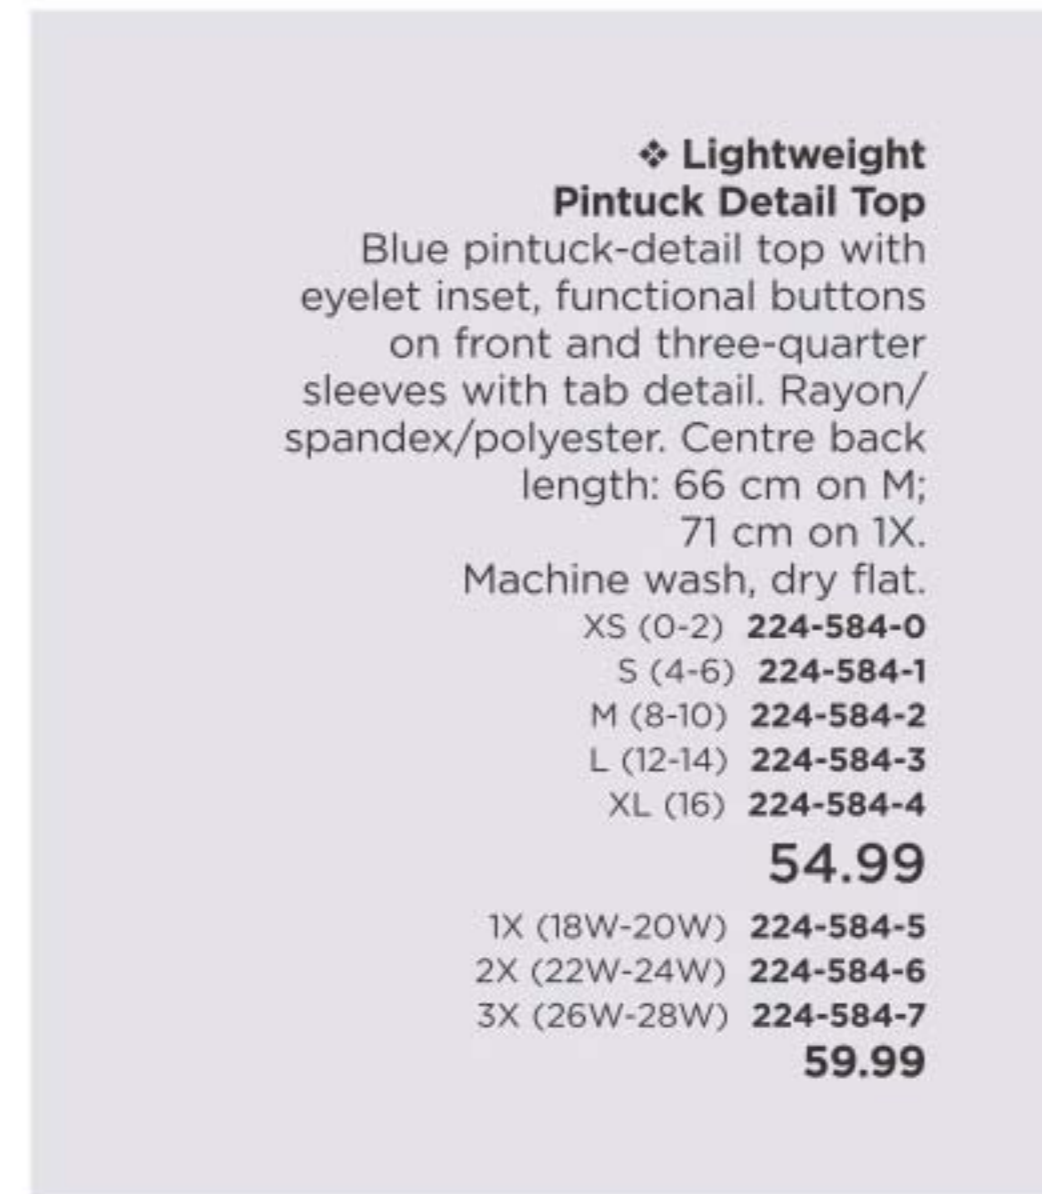 ❖ Lightweight
Pintuck Detail Top
Blue pintuck-detail top with
eyelet inset, functional buttons
on front and three-quarter
sleeves with tab detail. Rayon/
spandex/polyester. Centre back
length: 66 cm on M;
71 cm on 1X.
Machine wash, dry flat.
XS (0-2) 224-584-0
S (4-6) 224-584-1
M (8-10) 224-584-2
L (12-14) 224-584-3
XL (16) 224-584-4
54.99
1X (18W-20W) 224-584-5
2X (22W-24W) 224-584-6
3X (26W-28W) 224-584-7
59.99